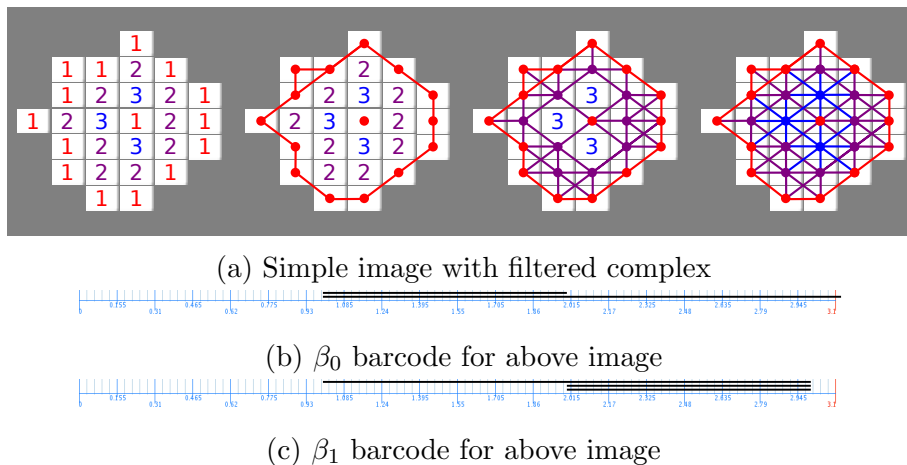 1
1 1 2 1 2
1 2 3 2 1 2 3 2 3
1 2 3 1 2 1 2 3 2 3
1 2 3 2 1 2 3 2 3
1 2 2 1 2 2
1 1
(a) Simple image with filtered complex
0 0.155 0.31 0.465 0.62 0.775 0.93 1.085 1.24 1.395 1.55 1.705 1.86 2.015 2.17 2.325 2.48 2.635 2.79 2.945 3.1
(b) β₀ barcode for above image
0 0.155 0.31 0.465 0.62 0.775 0.93 1.085 1.24 1.395 1.55 1.705 1.86 2.015 2.17 2.325 2.48 2.635 2.79 2.945 3.1
(c) β₁ barcode for above image